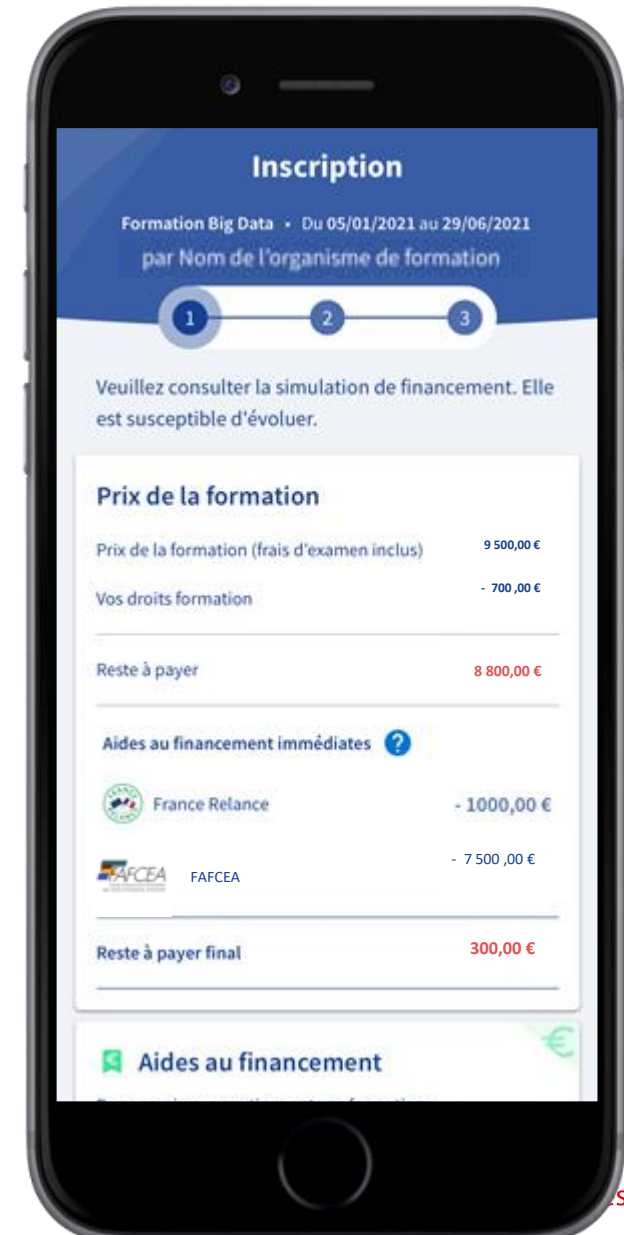 Inscription
Formation Big Data • Du 05/01/2021 au 29/06/2021
par Nom de l'organisme de formation
1 2 3
Veuillez consulter la simulation de financement. Elle
est susceptible d'évoluer.
Prix de la formation
Prix de la formation (frais d'examen inclus) 9 500,00 €
Vos droits formation - 700 ,00 €
Reste à payer 8 800,00 €
Aides au financement immédiates ?
France Relance - 1000,00 €
FAFCEA FAFCEA - 7 500 ,00 €
Reste à payer final 300,00 €
€ Aides au financement €